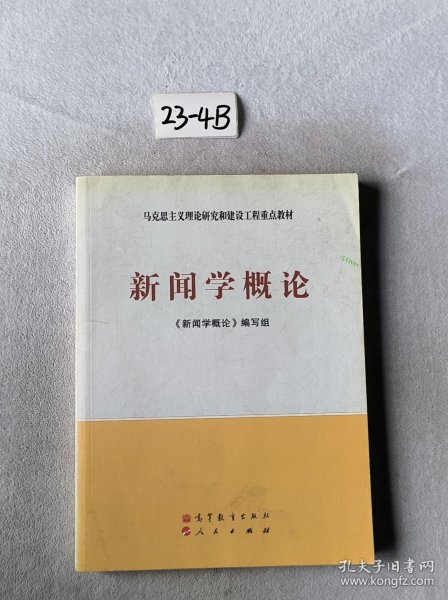 23-4B
马克思主义理论研究和建设工程重点教材
新闻学概论
《新闻学概论》编写组
高等教育出版社
人民出版社
孔夫子旧书网
www.kongfz.com